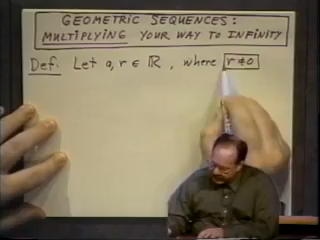 GEOMETRIC SEQUENCES:
MULTIPLYING YOUR WAY TO INFINITY
Def: Let a, r ∈ ℝ, where r ≠ 0